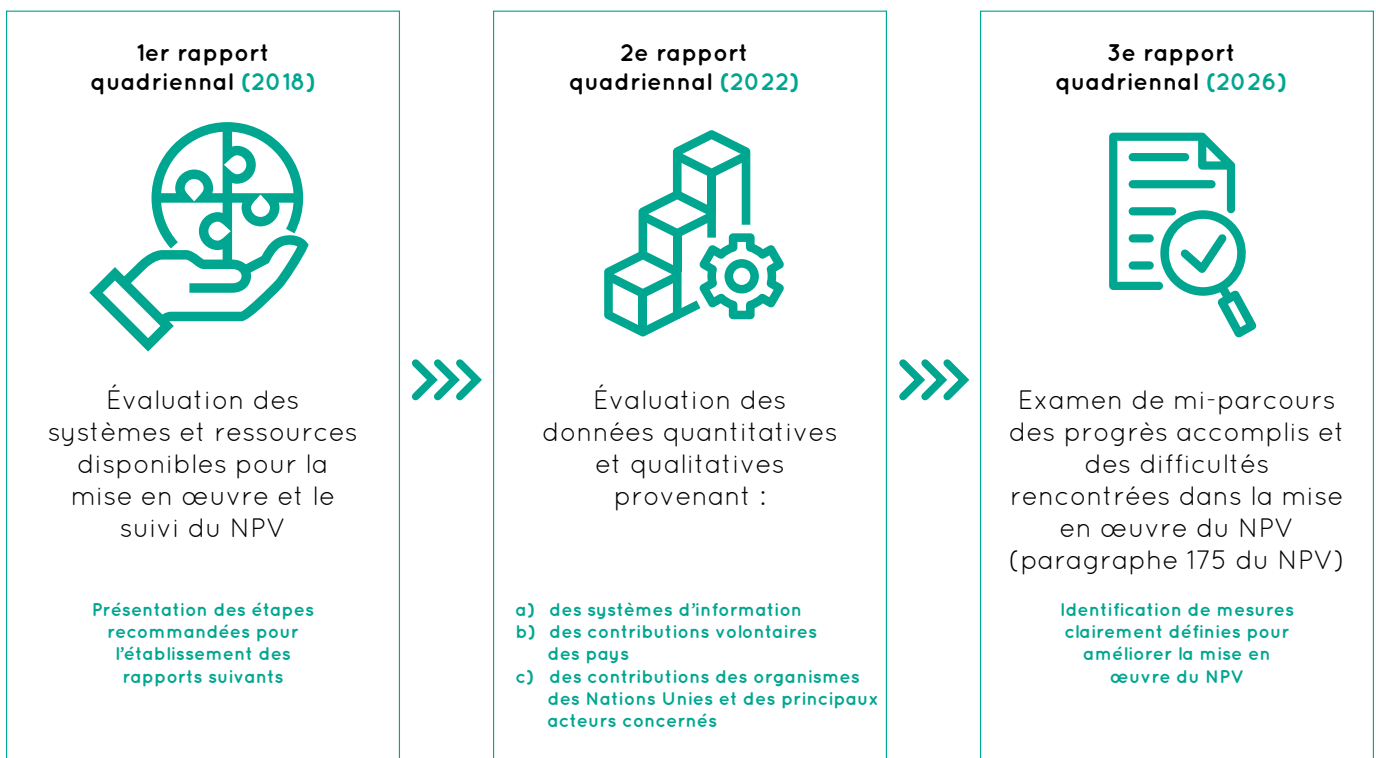 1er rapport
quadriennal (2018)
Évaluation des
systèmes et ressources
disponibles pour la
mise en œuvre et le
suivi du NPV
Présentation des étapes
recommandées pour
l'établissement des
rapports suivants
2e rapport
quadriennal (2022)
Évaluation des
données quantitatives
et qualitatives
provenant :
a) des systèmes d'information
b) des contributions volontaires
des pays
c) des contributions des organismes
des Nations Unies et des principaux
acteurs concernés
3e rapport
quadriennal (2026)
Examen de mi-parcours
des progrès accomplis et
des difficultés
rencontrées dans la mise
en œuvre du NPV
(paragraphe 175 du NPV)
Identification de mesures
clairement définies pour
améliorer la mise en
œuvre du NPV